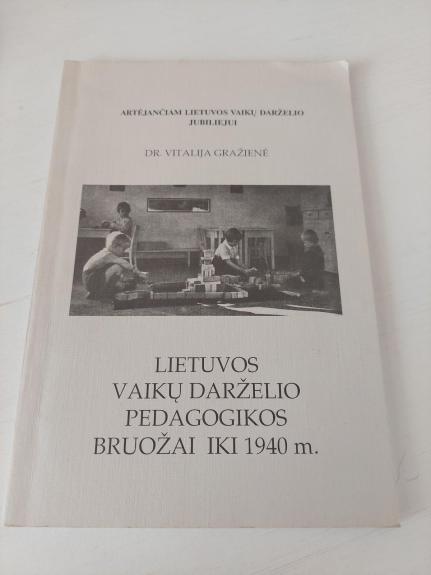 ARTĖJANČIAM LIETUVOS VAIKŲ DARŽELIO
JUBILIEJUI
DR. VITALIJA GRAŽIENĖ
LIETUVOS
VAIKŲ DARŽELIO
PEDAGOGIKOS
BRUOŽAI IKI 1940 m.